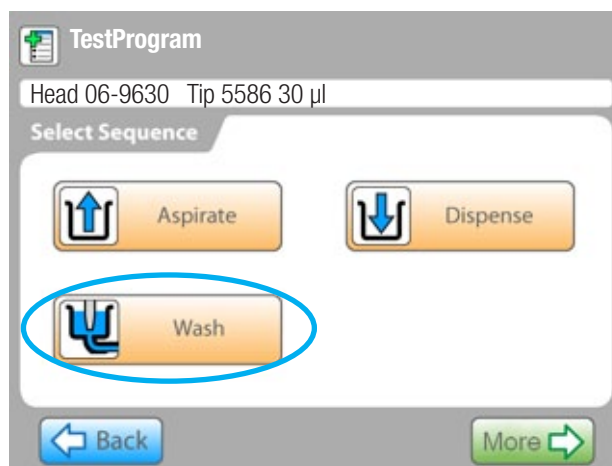 TestProgram
Head 06-9630 Tip 5586 30 µl
Select Sequence
Aspirate
Dispense
Wash
Back
More